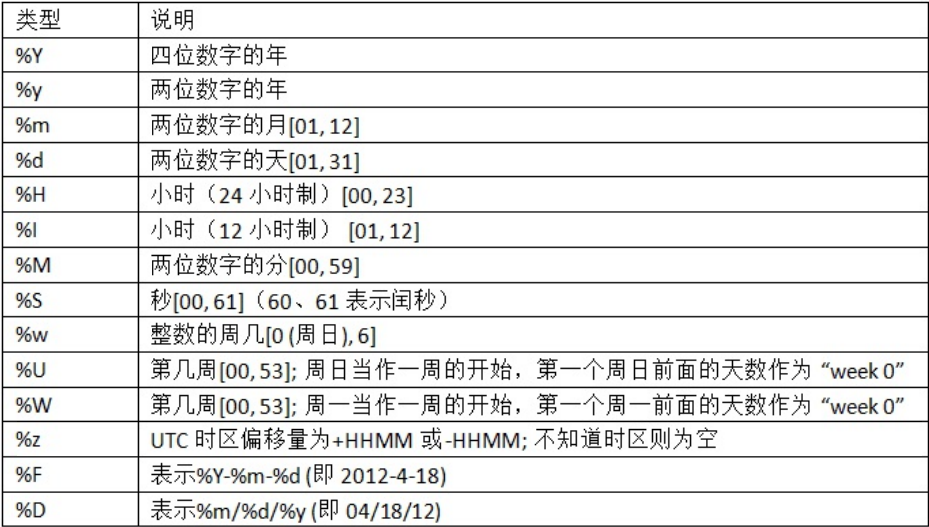 类型 说明
%Y 四位数字的年
%y 两位数字的年
%m 两位数字的月[01, 12]
%d 两位数字的天[01, 31]
%H 小时（24 小时制）[00, 23]
%I 小时（12 小时制） [01, 12]
%M 两位数字的分[00, 59]
%S 秒[00, 61]（60、61 表示闰秒）
%w 整数的周几[0 (周日), 6]
%U 第几周[00, 53]; 周日当作一周的开始，第一个周日前面的天数作为 “week 0”
%W 第几周[00, 53]; 周一当作一周的开始，第一个周一前面的天数作为 “week 0”
%z UTC 时区偏移量为+HHMM 或-HHMM; 不知道时区则为空
%F 表示%Y-%m-%d (即 2012-4-18)
%D 表示%m/%d/%y (即 04/18/12)